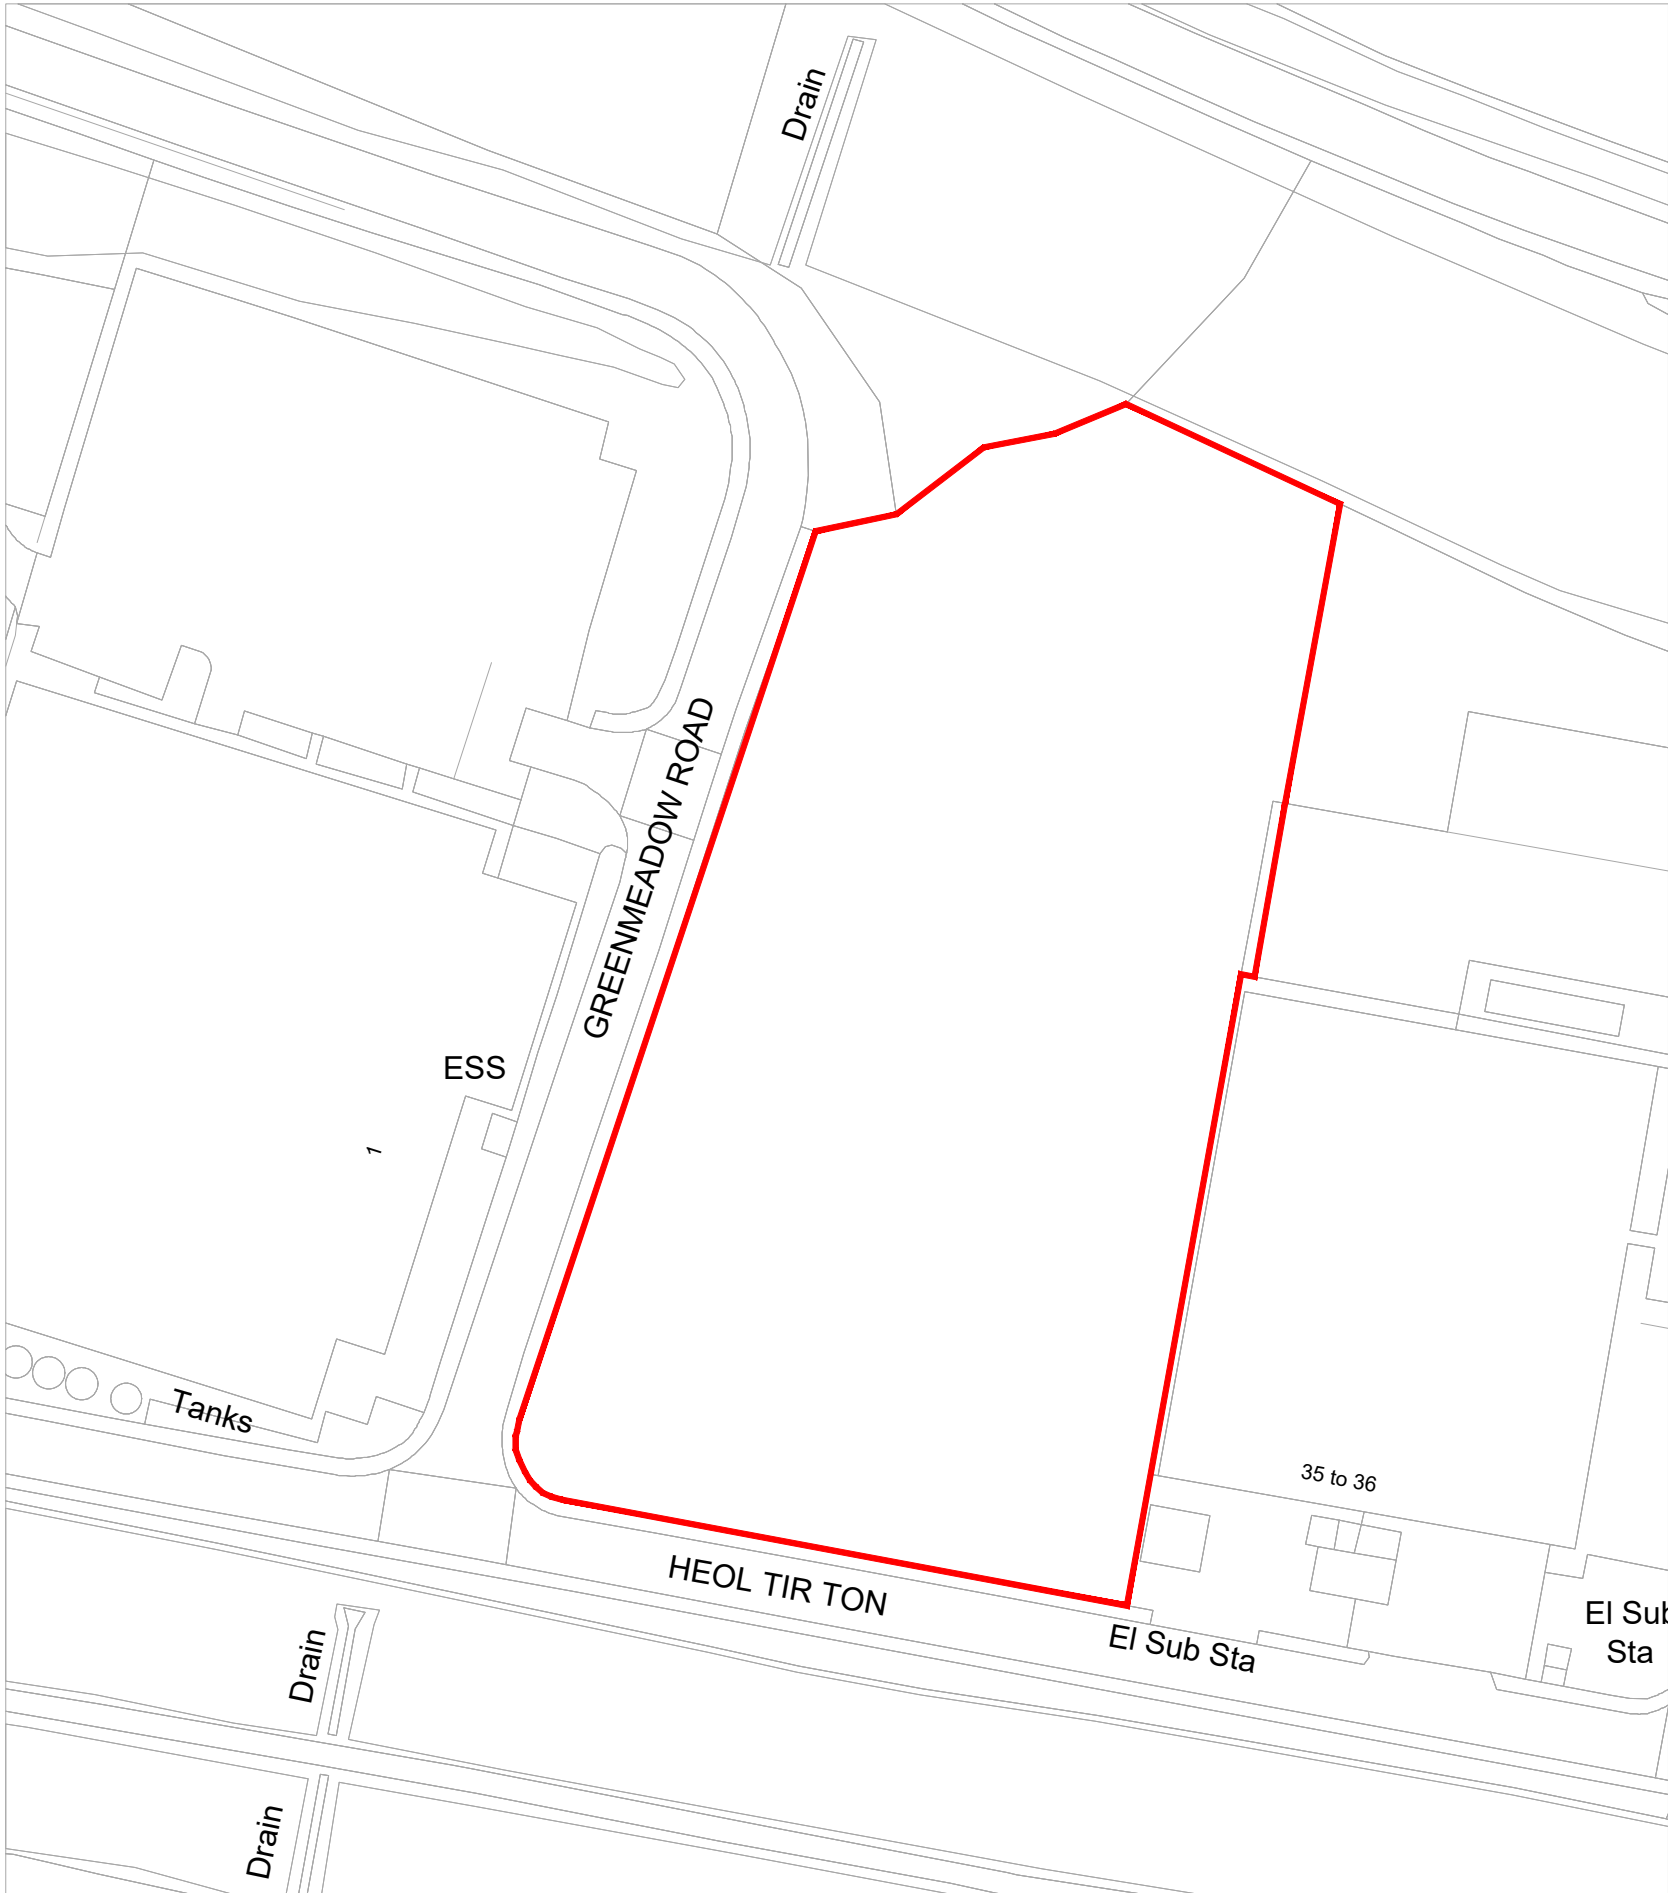 Drain
GREENMEADOW ROAD
ESS
1
Tanks
35 to 36
HEOL TIR TON
El Sub Sta
El Sub
Sta
Drain
Drain